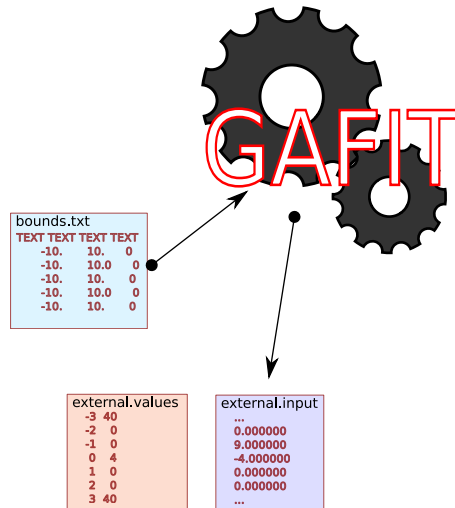 GAFIT
bounds.txt
TEXT TEXT TEXT TEXT
-10. 10. 0
-10. 10.0 0
-10. 10. 0
-10. 10.0 0
-10. 10. 0
external.values
-3 40
-2 0
-1 0
0 4
1 0
2 0
3 40
external.input
...
0.000000
9.000000
-4.000000
0.000000
0.000000
...